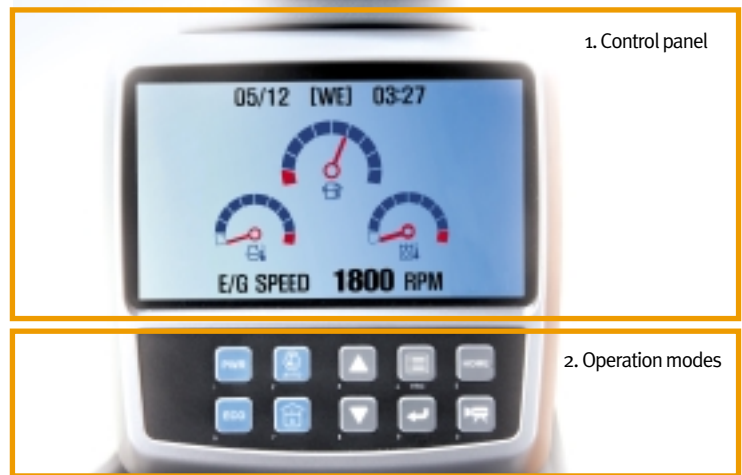 1. Control panel
05/12 [WE] 03:27
E/G SPEED 1800 RPM
2. Operation modes
PWR
HOME
ECO